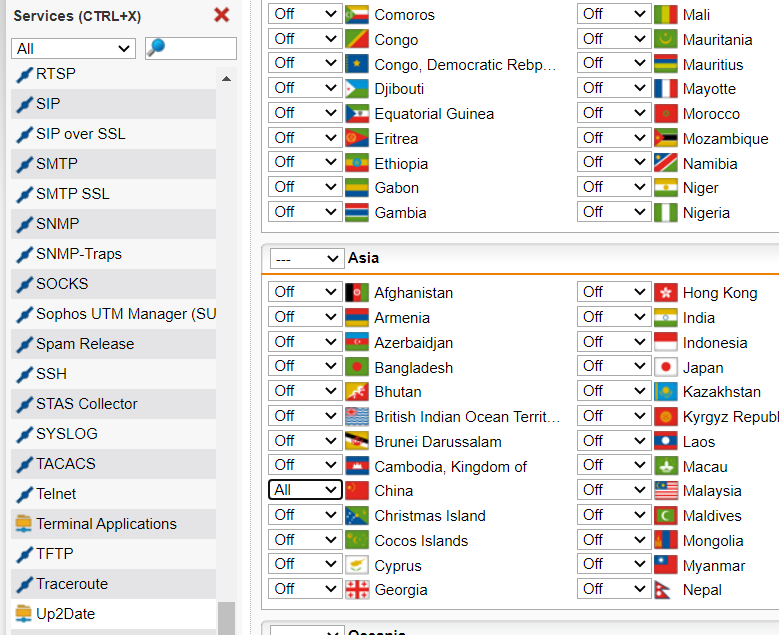 Services (CTRL+X)
All
RTSP
SIP
SIP over SSL
SMTP
SMTP SSL
SNMP
SNMP-Traps
SOCKS
Sophos UTM Manager (SU
Spam Release
SSH
STAS Collector
SYSLOG
TACACS
Telnet
Terminal Applications
TFTP
Traceroute
Up2Date
Off Comoros Off Mali
Off Congo Off Mauritania
Off Congo, Democratic Rebp... Off Mauritius
Off Djibouti Off Mayotte
Off Equatorial Guinea Off Morocco
Off Eritrea Off Mozambique
Off Ethiopia Off Namibia
Off Gabon Off Niger
Off Gambia Off Nigeria
--- Asia
Off Afghanistan Off Hong Kong
Off Armenia Off India
Off Azerbaidjan Off Indonesia
Off Bangladesh Off Japan
Off Bhutan Off Kazakhstan
Off British Indian Ocean Territ... Off Kyrgyz Republ
Off Brunei Darussalam Off Laos
Off Cambodia, Kingdom of Off Macau
All China Off Malaysia
Off Christmas Island Off Maldives
Off Cocos Islands Off Mongolia
Off Cyprus Off Myanmar
Off Georgia Off Nepal
Oceania